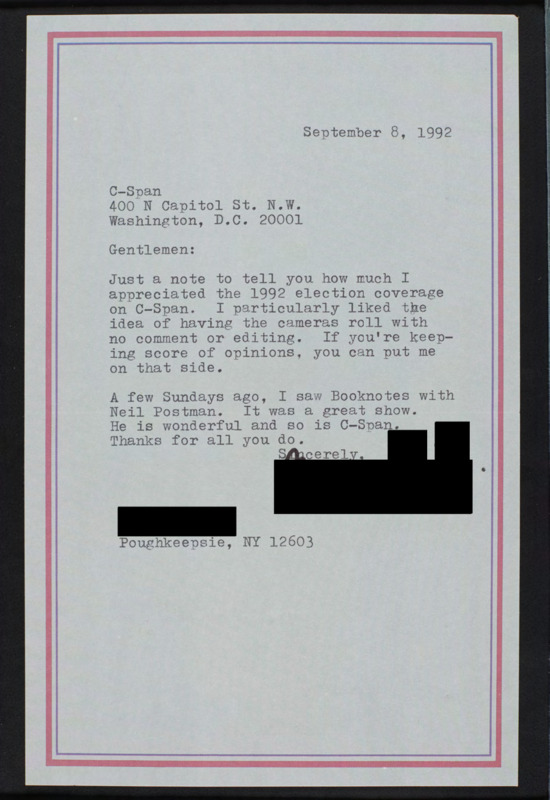 September 8, 1992
C-Span
400 N Capitol St. N.W.
Washington, D.C. 20001
Gentlemen:
Just a note to tell you how much I
appreciated the 1992 election coverage
on C-Span.  I particularly liked the
idea of having the cameras roll with
no comment or editing.  If you're keep-
ing score of opinions, you can put me
on that side.
A few Sundays ago, I saw Booknotes with
Neil Postman.  It was a great show.
He is wonderful and so is C-Span.
Thanks for all you do.
Sincerely,
Poughkeepsie, NY 12603